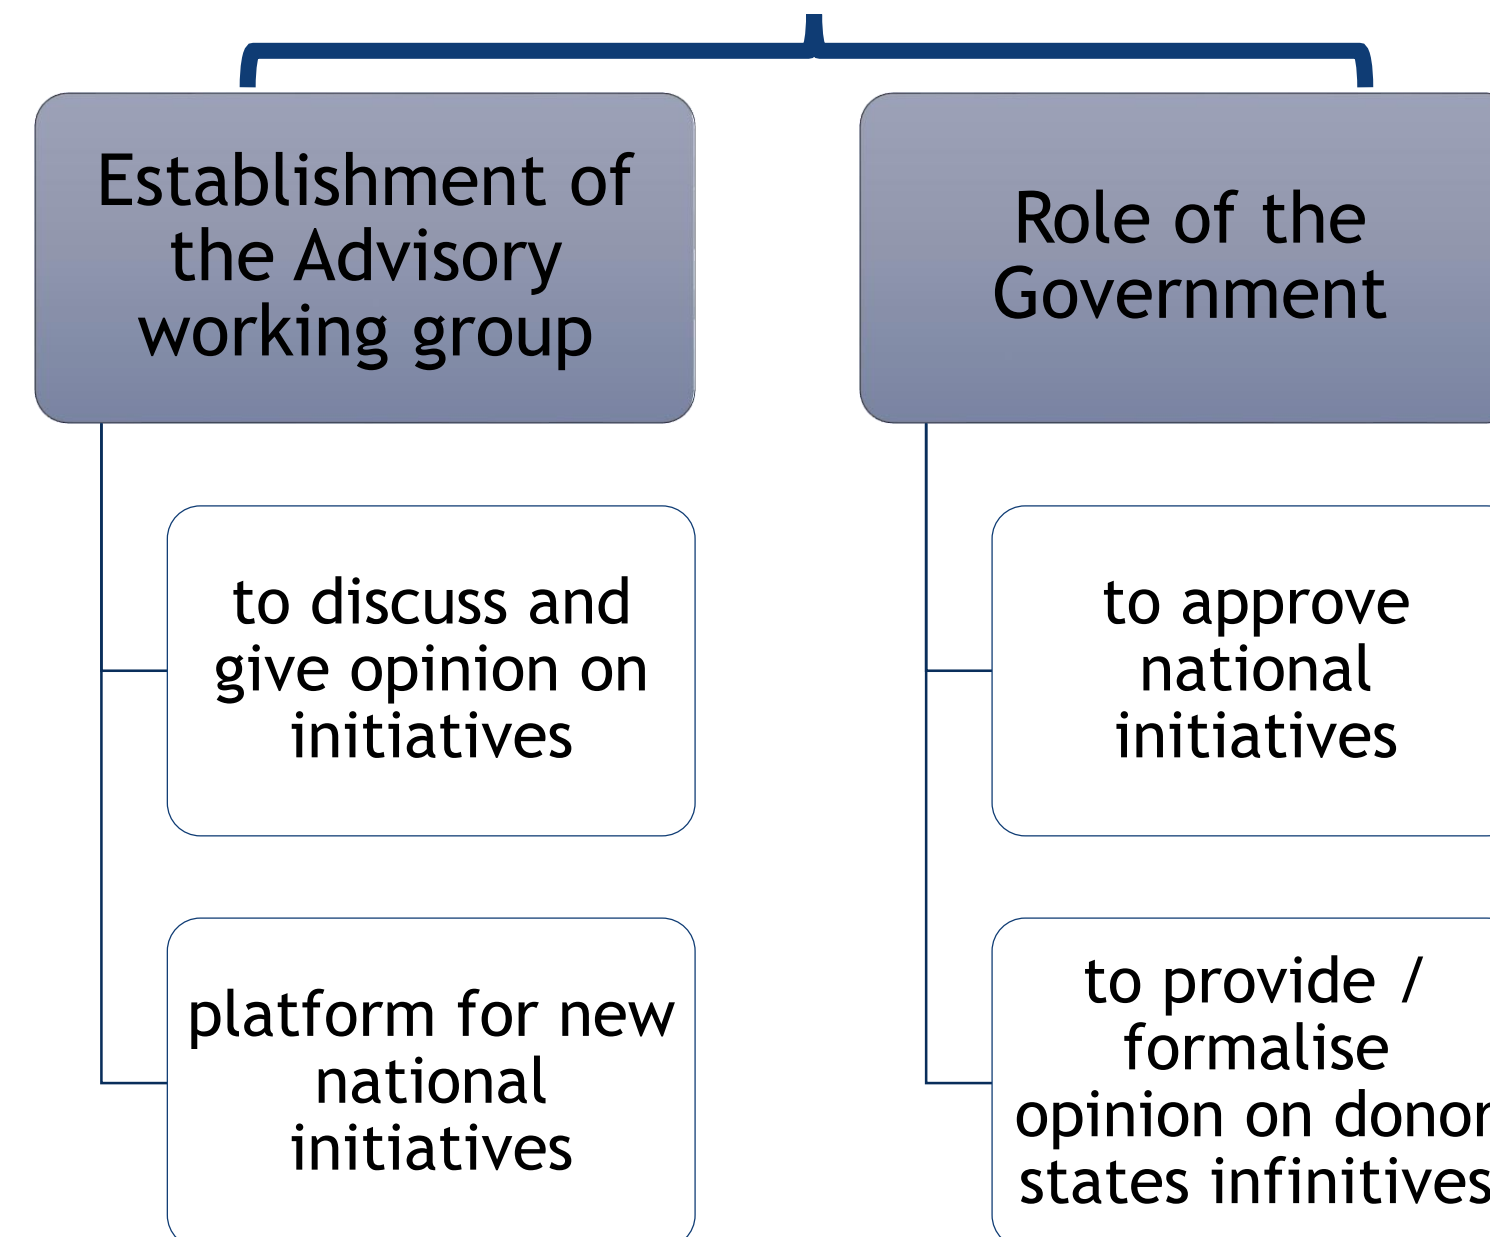 Establishment of
the Advisory
working group
to discuss and
give opinion on
initiatives
platform for new
national
initiatives
Role of the
Government
to approve
national
initiatives
to provide /
formalise
opinion on donor
states infinitives